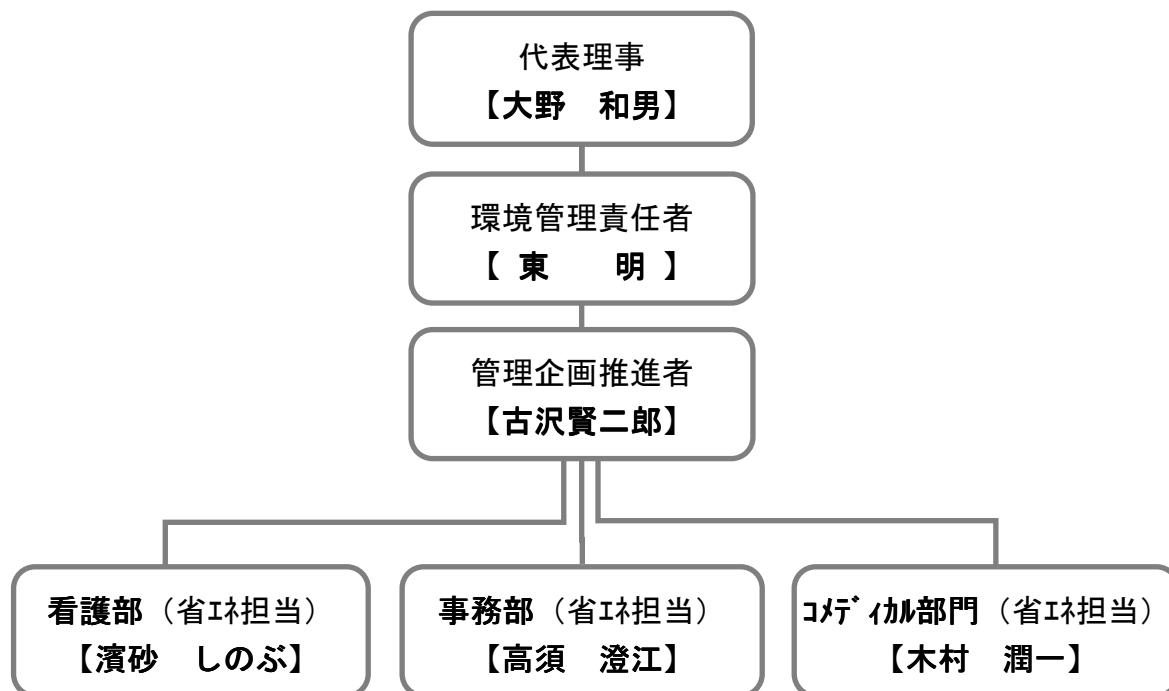 代表理事
【大野　和男】
環境管理責任者
【 東　　明 】
管理企画推進者
【古沢賢二郎】
看護部（省ｴﾈ担当）
【濱砂　しのぶ】
事務部（省ｴﾈ担当）
【高須　澄江】
ｺﾒﾃﾞｨｶﾙ部門（省ｴﾈ担当）
【木村　潤一】